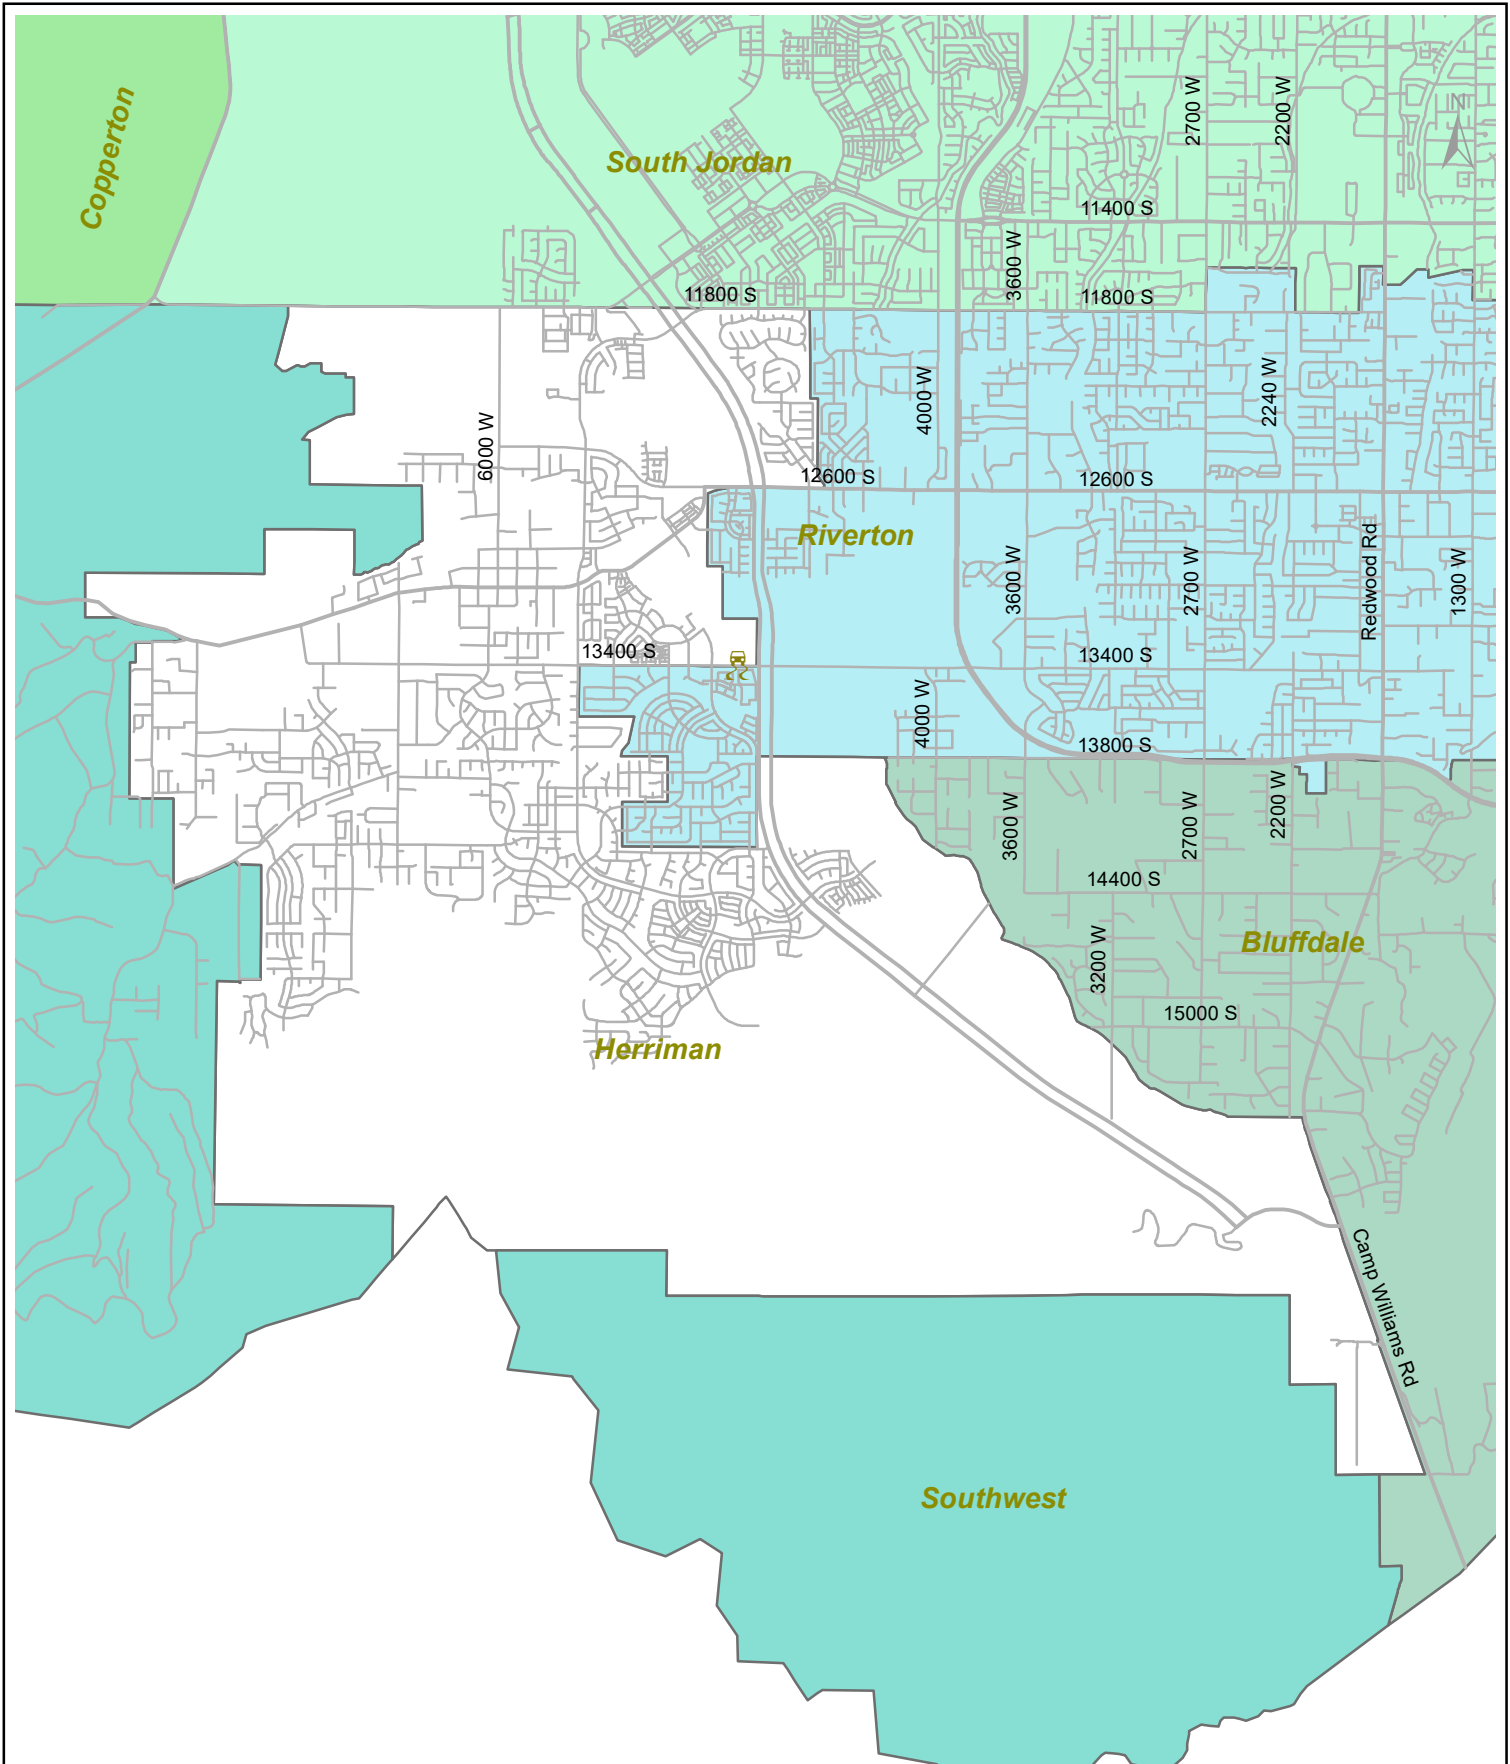 Copperton
South Jordan
2700 W
2200 W
N
11400 S
3600 W
11800 S
11800 S
4000 W
2240 W
6000 W
12600 S
12600 S
Riverton
Redwood Rd
3600 W
2700 W
1300 W
13400 S
13400 S
4000 W
13800 S
3600 W
2700 W
2200 W
14400 S
3200 W
Bluffdale
15000 S
Herriman
Camp Williams Rd
Southwest